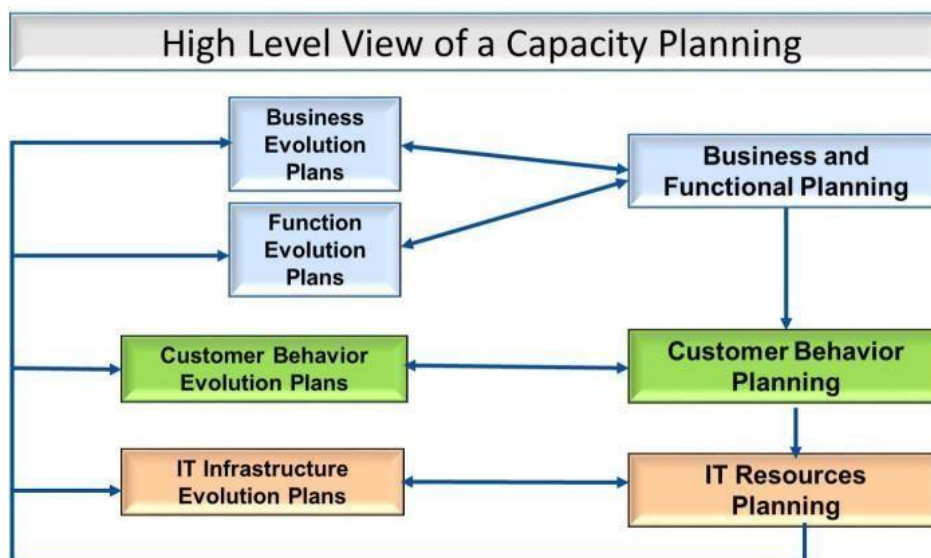 High Level View of a Capacity Planning
Business
Evolution
Plans
Business and
Functional Planning
Function
Evolution
Plans
Customer Behavior
Evolution Plans
Customer Behavior
Planning
IT Infrastructure
Evolution Plans
IT Resources
Planning